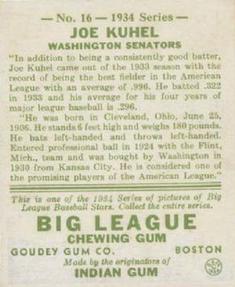 — No. 16 — 1934 Series —
JOE KUHEL
WASHINGTON SENATORS
"In addition to being a consistently good batter,
Joe Kuhel came out of the 1933 season with the
record of being the best fielder in the American
League with an average of .996. He batted .322
in 1933 and his average for his four years of
major league baseball is .296.
"He was born in Cleveland, Ohio, June 25,
1906. He stands 6 feet high and weighs 180 pounds.
He bats left-handed and throws left-handed.
Entered professional ball in 1924 with the Flint,
Mich., team and was bought by Washington in
1930 from Kansas City. He is considered one of
the promising players of the American League."
This is one of the 1934 Series of pictures of Big
League Baseball Stars. Collect the entire series.
BIG LEAGUE
CHEWING GUM
GOUDEY GUM CO. BOSTON
Made by the originators of
INDIAN GUM